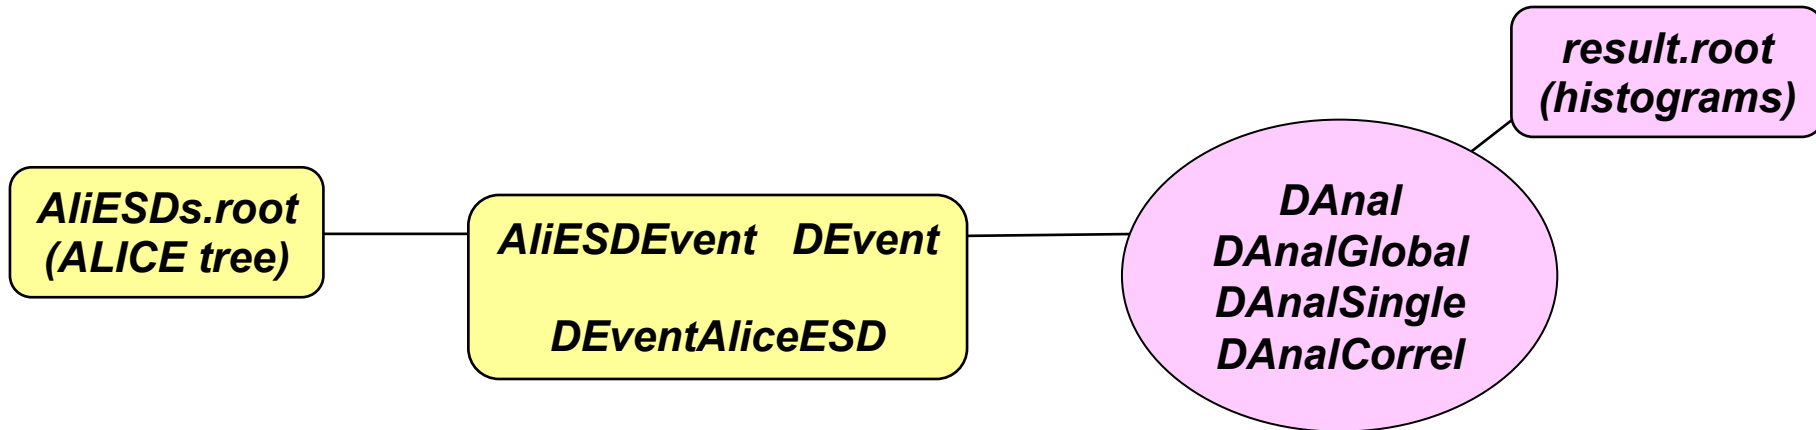 AliESDs.root
(ALICE tree)
AliESDEvent DEvent
DEventAliceESD
DAnal
DAnalGlobal
DAnalSingle
DAnalCorrel
result.root
(histograms)